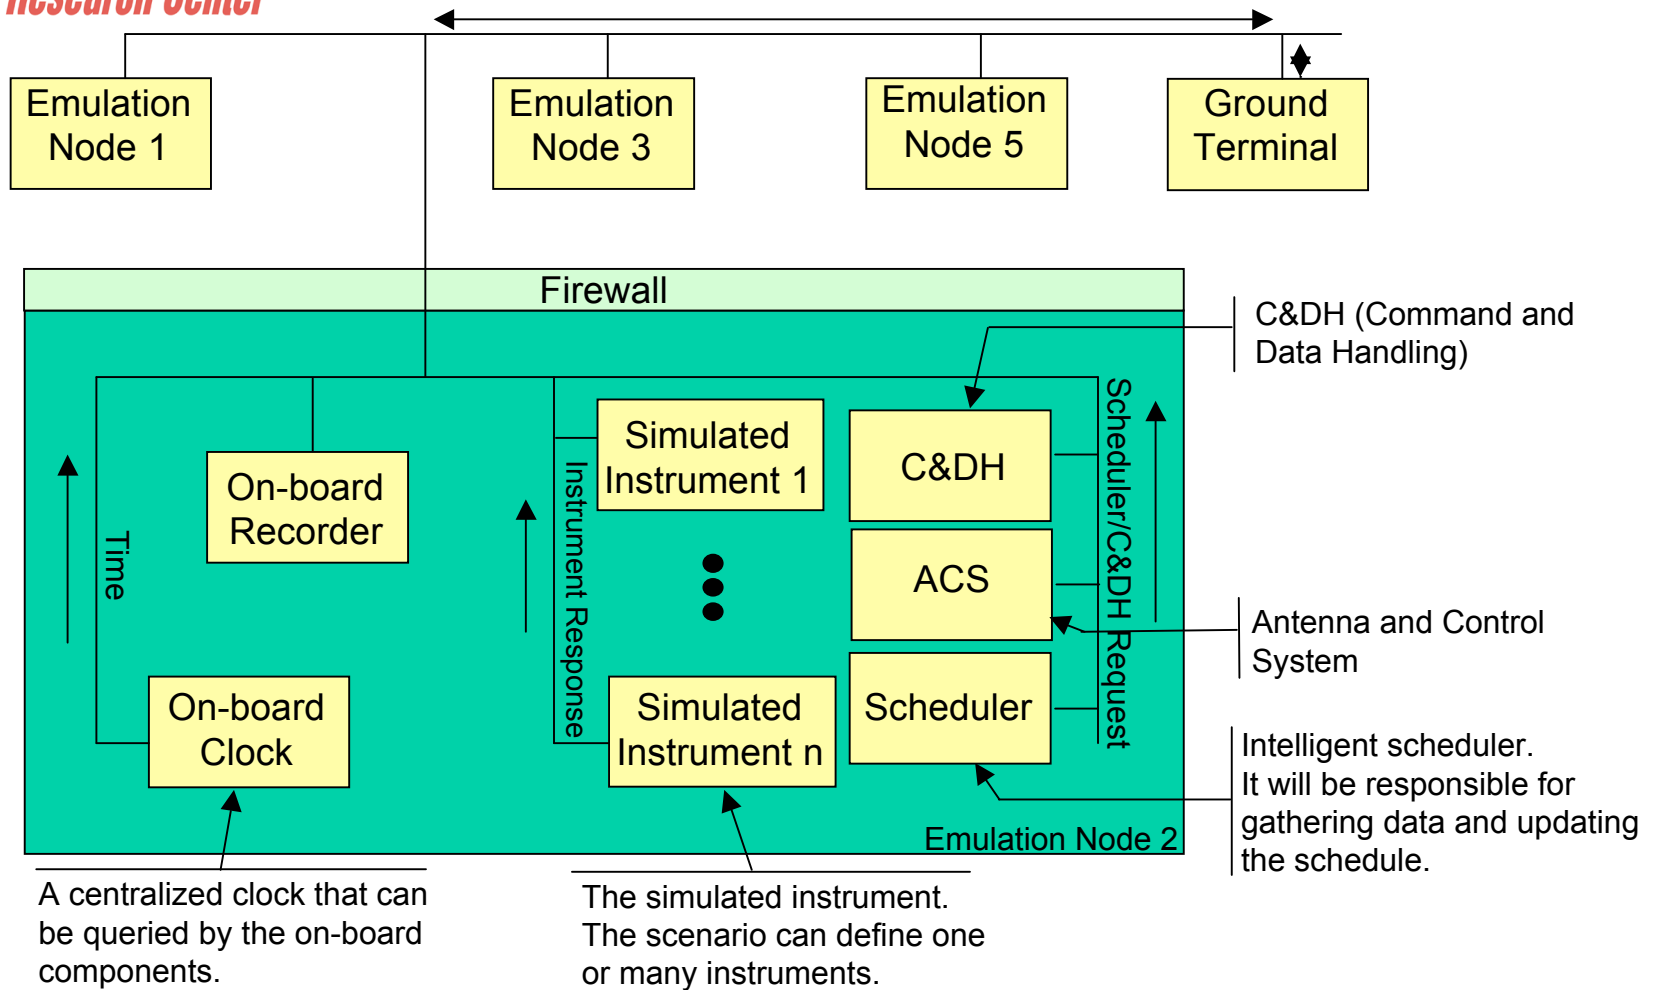 Research Center
Emulation
Node 1
Emulation
Node 3
Emulation
Node 5
Ground
Terminal
Firewall
C&DH (Command and
Data Handling)
Simulated
Instrument 1
C&DH
On-board
Recorder
Time
Instrument Response
Scheduler/C&DH Request
ACS
Antenna and Control
System
On-board
Clock
Simulated
Instrument n
Scheduler
Intelligent scheduler.
It will be responsible for
gathering data and updating
the schedule.
Emulation Node 2
A centralized clock that can
be queried by the on-board
components.
The simulated instrument.
The scenario can define one
or many instruments.